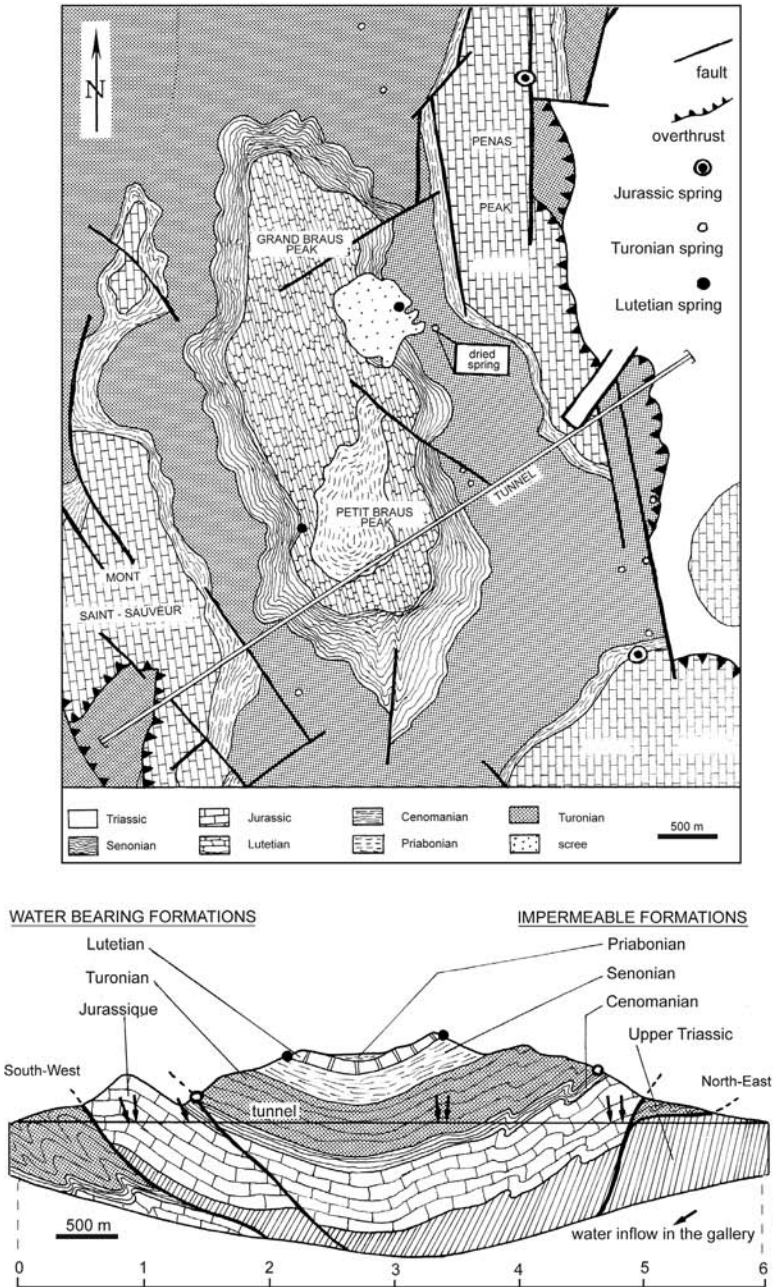 N
fault
overthrust
Jurassic spring
Turonian spring
Lutetian spring
PENAS
PEAK
GRAND BRAUS
PEAK
dried
spring
TUNNEL
PETIT BRAUS
PEAK
MONT
SAINT - SAUVEUR
Triassic
Jurassic
Cenomanian
Turonian
Senonian
Lutetian
Priabonian
scree
500 m
WATER BEARING FORMATIONS
IMPERMEABLE FORMATIONS
Lutetian
Priabonian
Turonian
Senonian
Jurassique
Cenomanian
Upper Triassic
South-West
North-East
tunnel
500 m
water inflow in the gallery
0 1 2 3 4 5 6